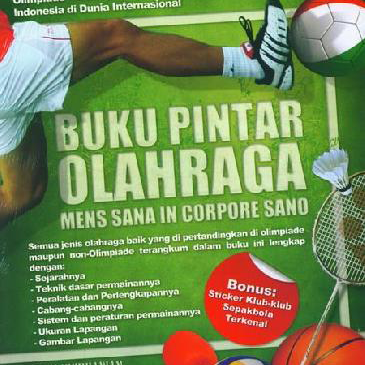 Indonesia di Dunia Internasional
BUKU PINTAR
OLAHRAGA
MENS SANA IN CORPORE SANO
Semua jenis olahraga baik yang di pertandingkan di olimpiade
maupun non-Olimpiade terangkum dalam buku ini lengkap
dengan:
- Sejarahnya
- Teknik dasar permainannya
- Peralatan dan Perlengkapannya
- Cabang-cabangnya
- Sistem dan peraturan permainannya
- Ukuran Lapangan
- Gambar Lapangan
Bonus:
Sticker Klub-klub
Sepakbola
Terkenal